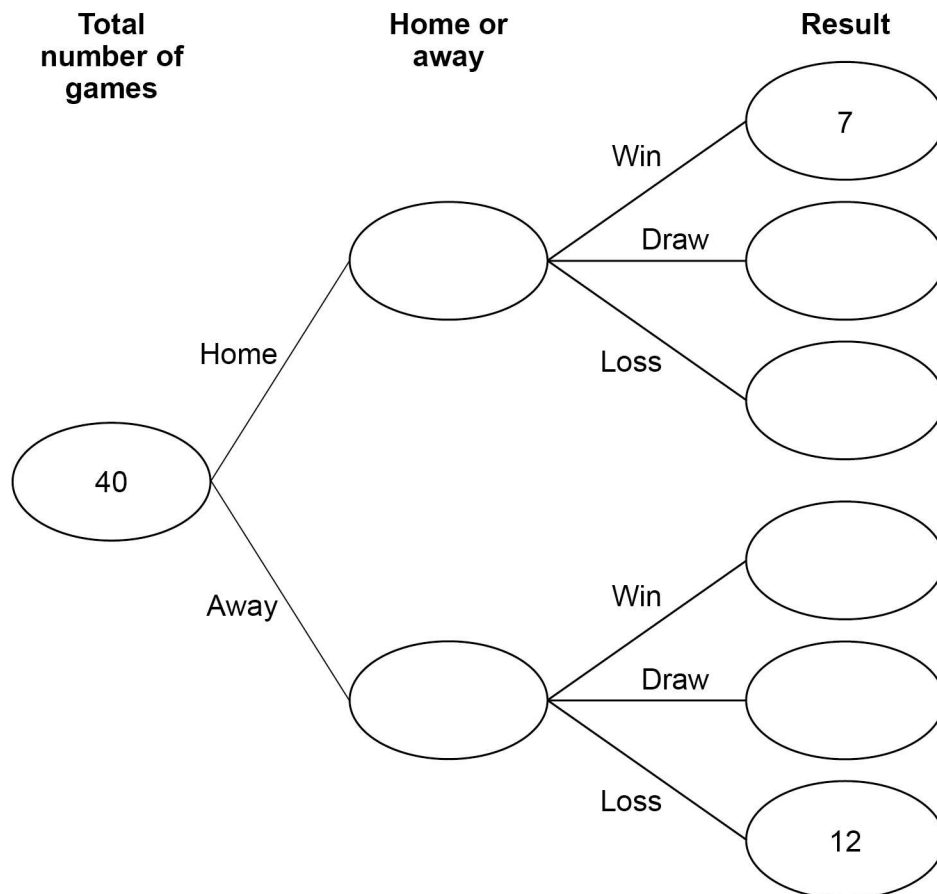 Total
number of
games
Home or
away
Result
7
Win
Draw
Loss
Home
40
Away
Win
Draw
Loss
12